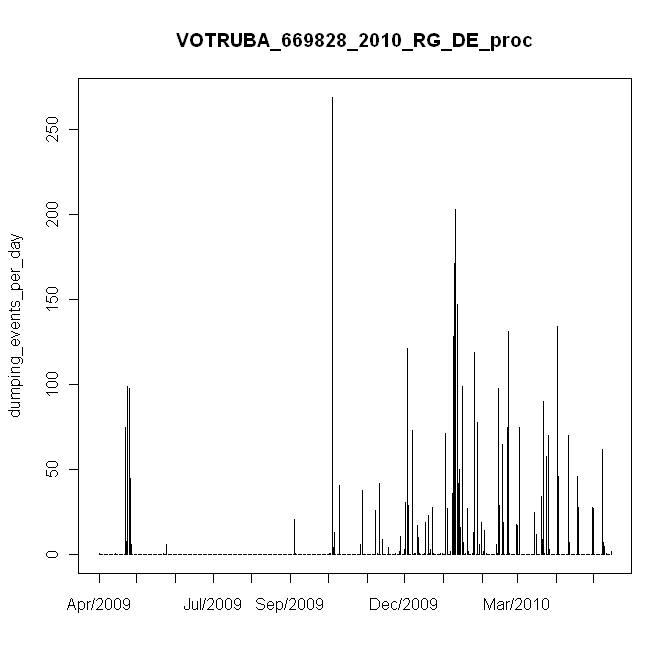 VOTRUBA_669828_2010_RG_DE_proc
dumping_events_per_day
250
200
150
100
50
0
Apr/2009 Jul/2009 Sep/2009 Dec/2009 Mar/2010